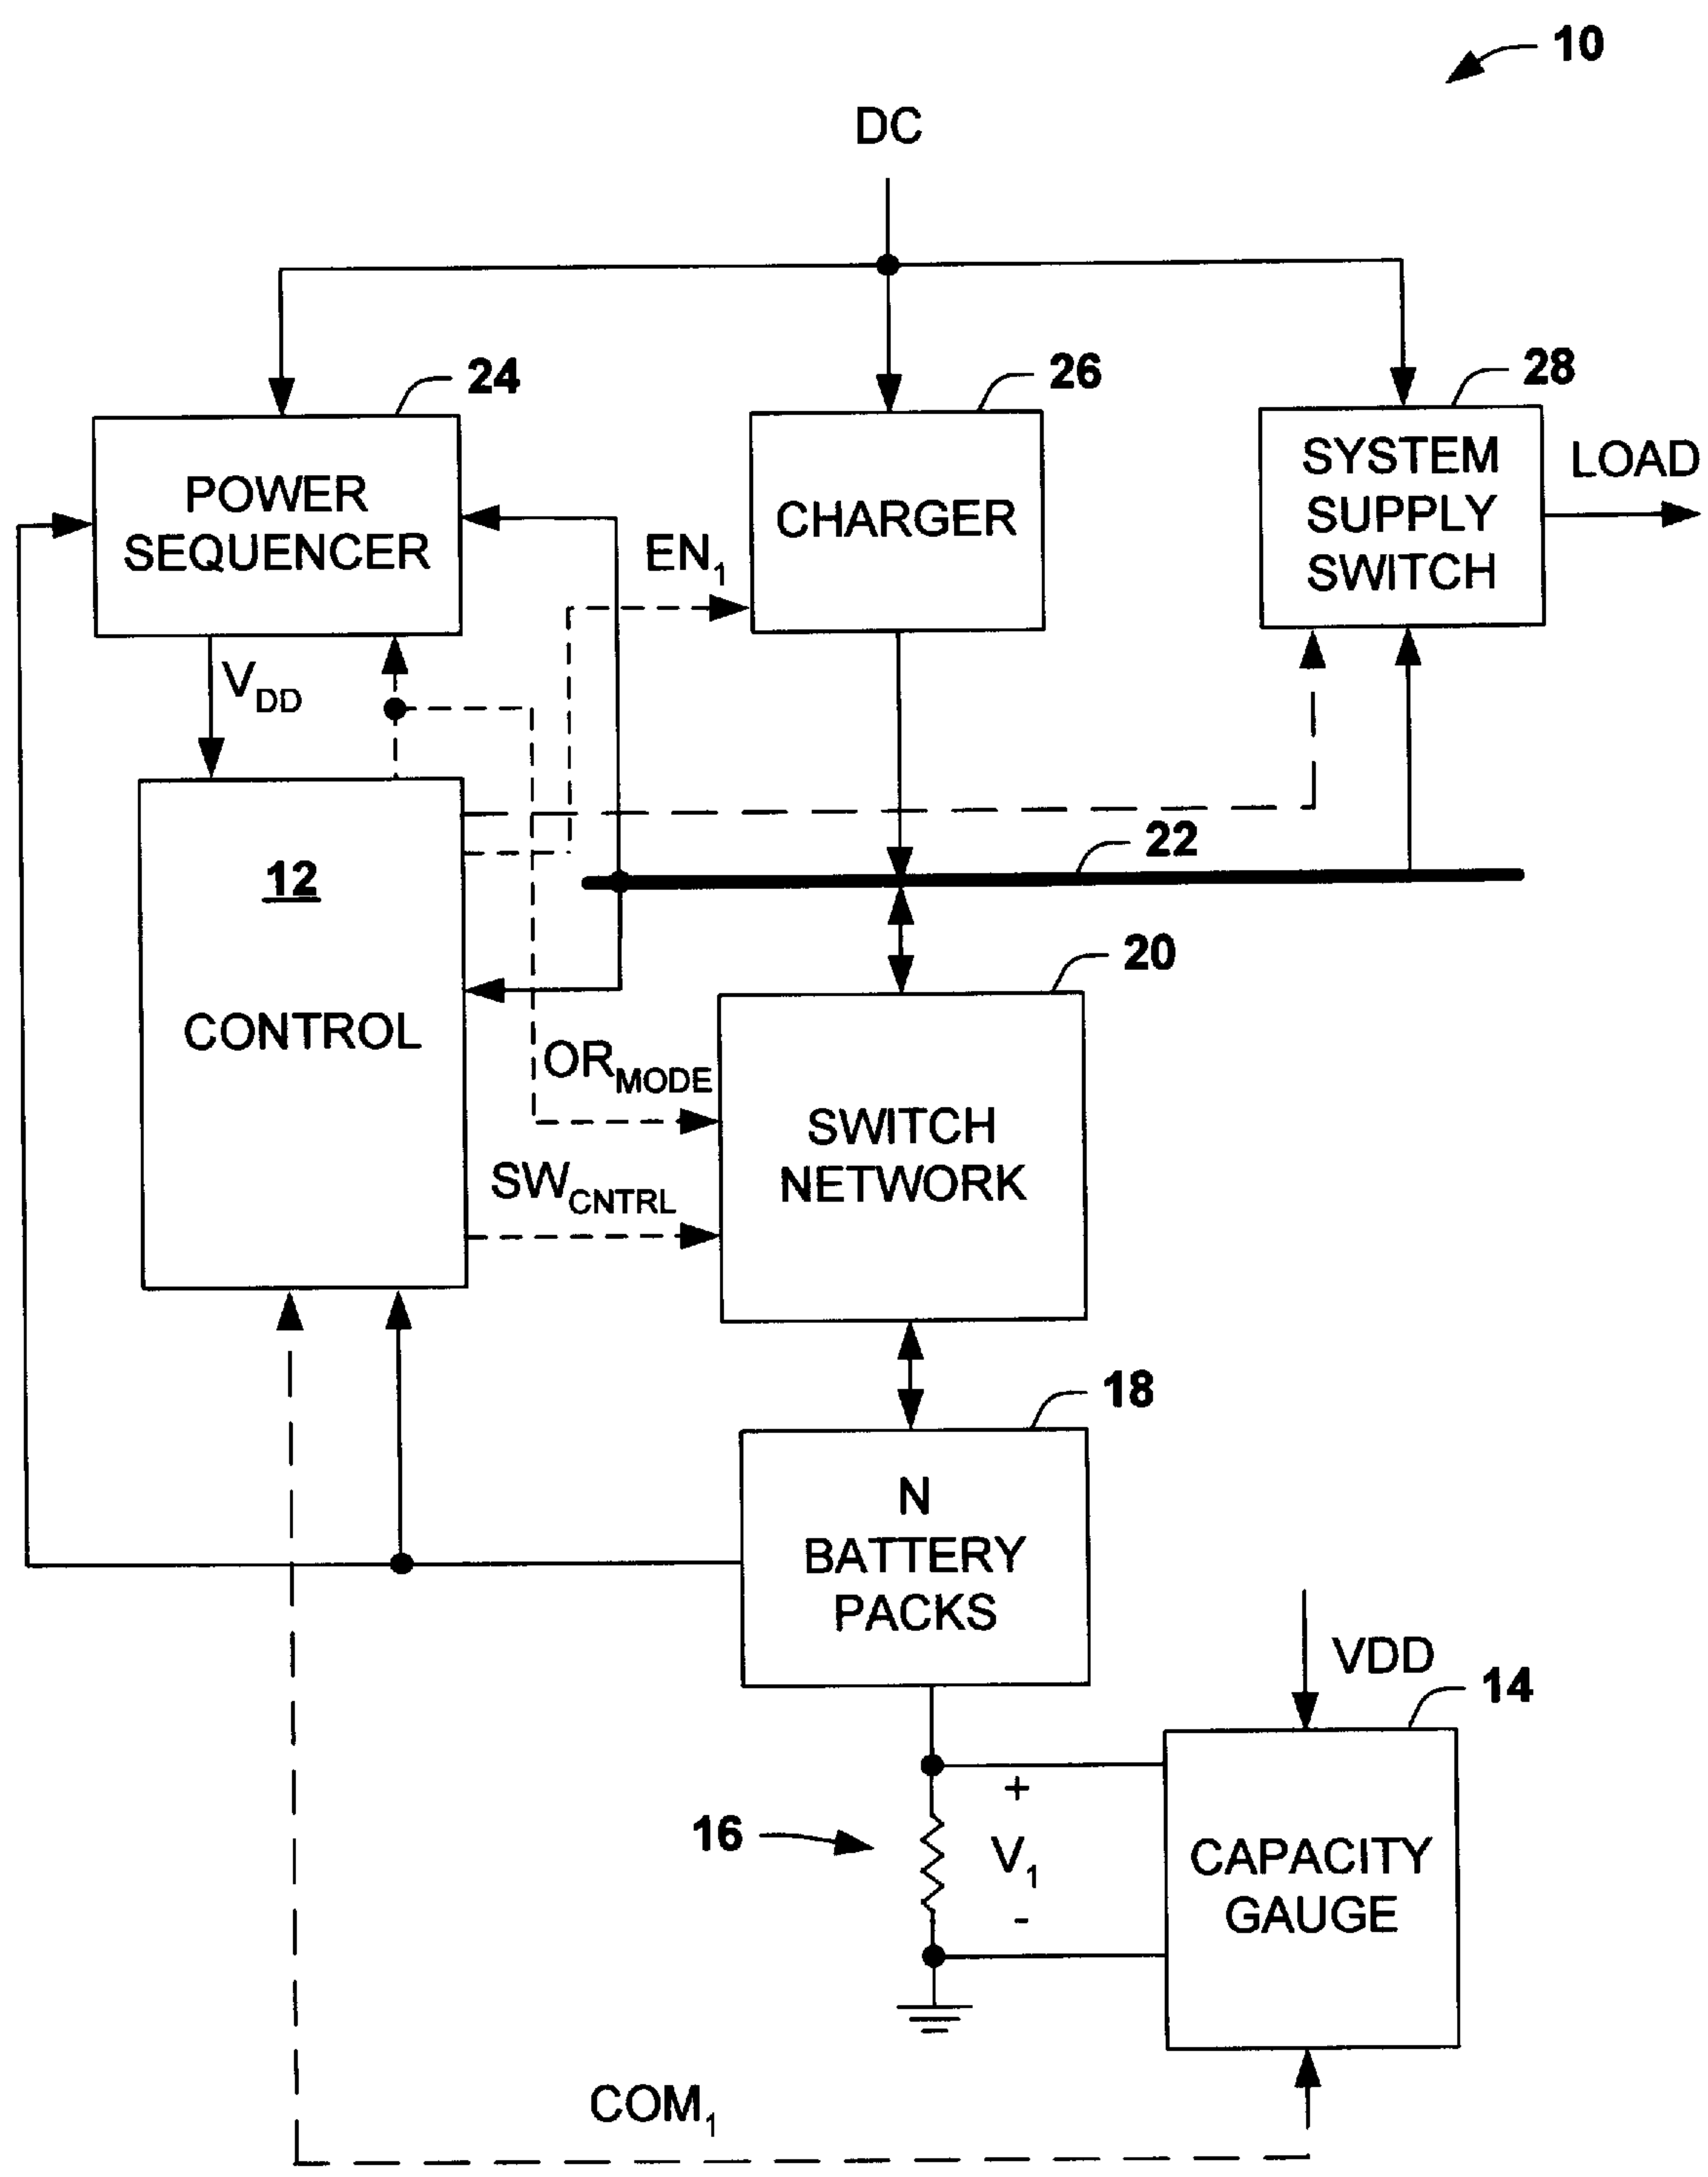 10
DC
24
26
28
POWER
SEQUENCER
CHARGER
SYSTEM
SUPPLY
SWITCH
LOAD
EN1
VDD
22
12
CONTROL
20
ORMODE
SWITCH
NETWORK
SWCNTRL
18
N
BATTERY
PACKS
VDD
14
+
16
V1
-
CAPACITY
GAUGE
COM1